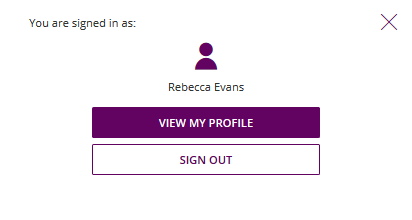 You are signed in as:
Rebecca Evans
VIEW MY PROFILE
SIGN OUT